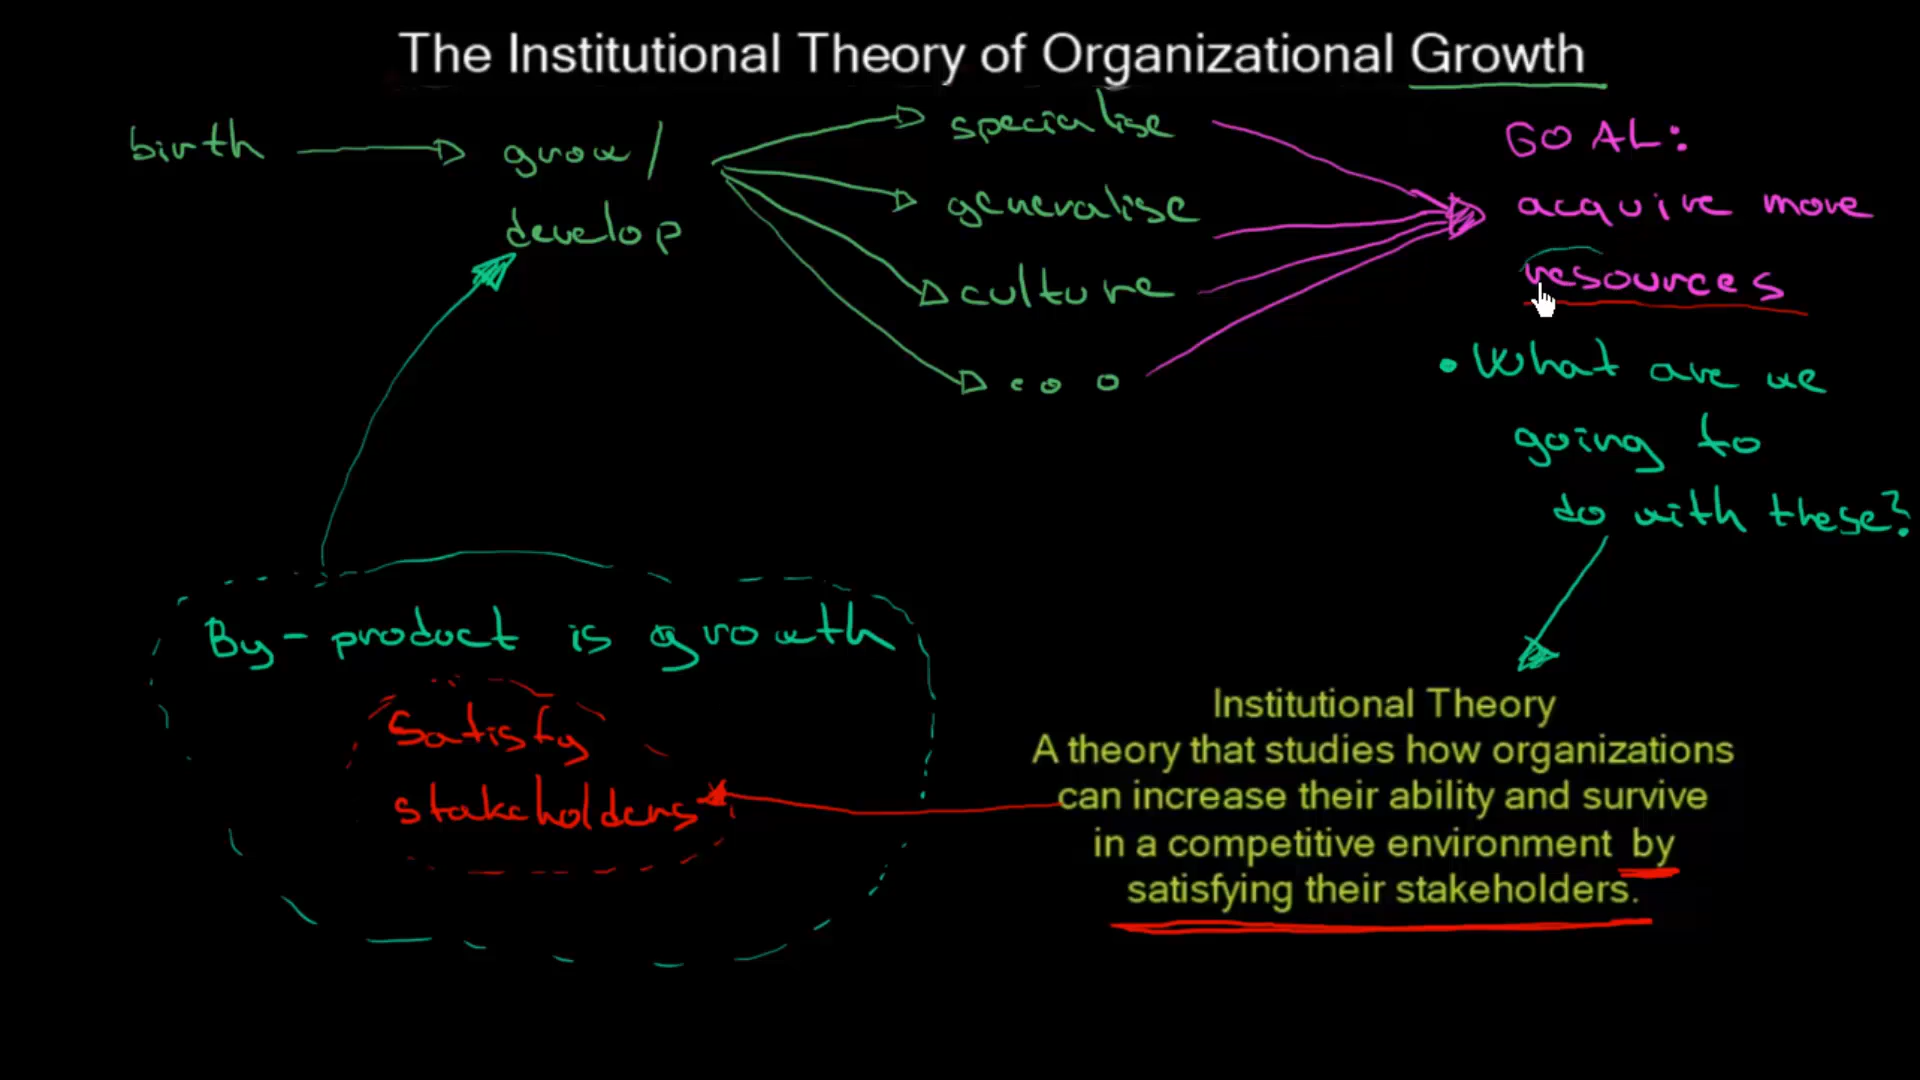 The Institutional Theory of Organizational Growth
birth
grow/
develop
specialise
generalise
culture
...
GOAL:
acquire more
resources
• What are we
going to
do with these?
By-product is growth
Satisfy
stakeholders
Institutional Theory
A theory that studies how organizations
can increase their ability and survive
in a competitive environment by
satisfying their stakeholders.